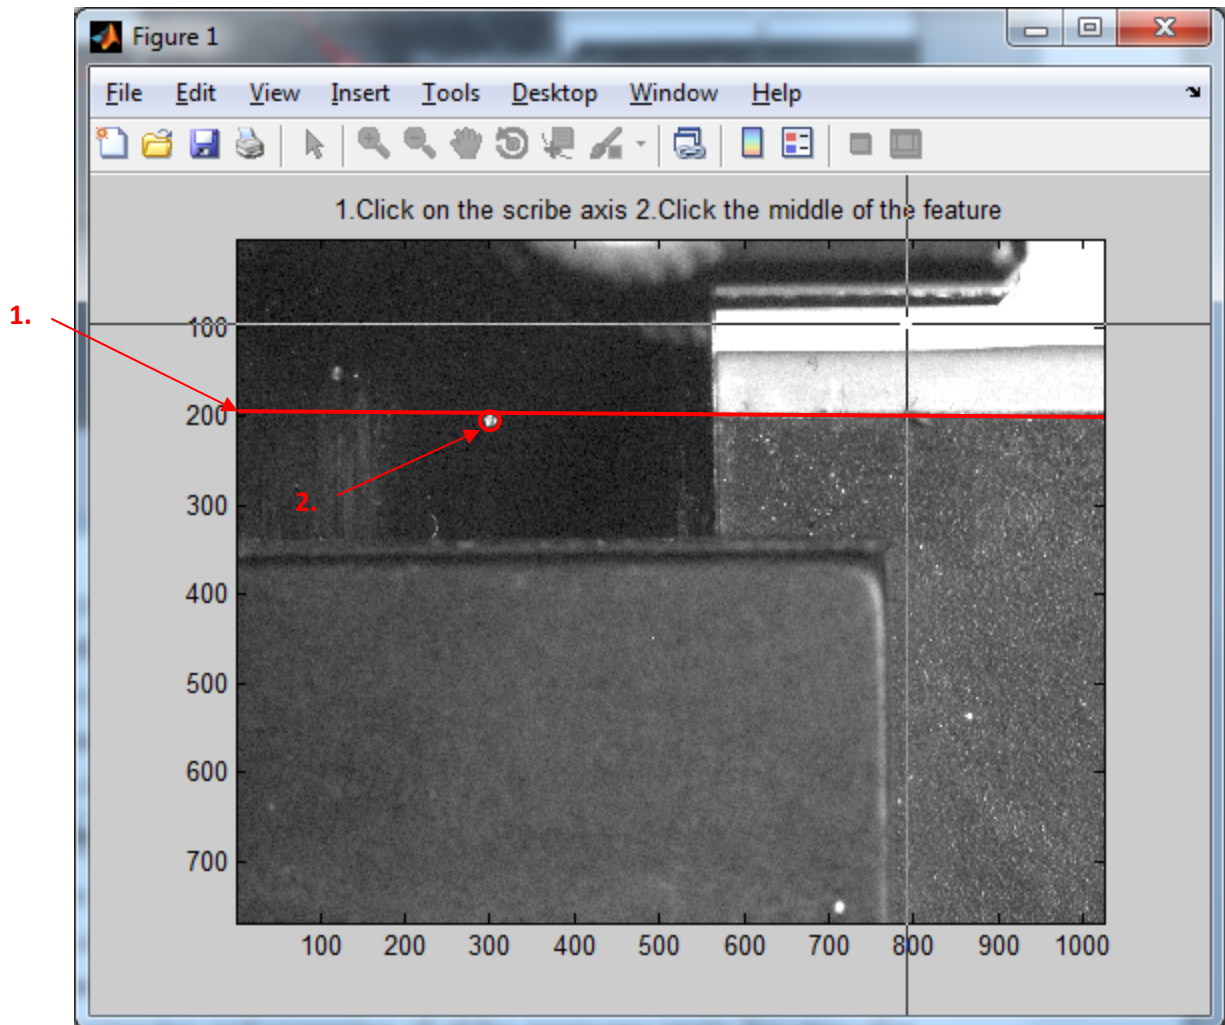 Figure 1
File Edit View Insert Tools Desktop Window Help
1.Click on the scribe axis 2.Click the middle of the feature
1.
100
200
2.
300
400
500
600
700
100 200 300 400 500 600 700 800 900 1000